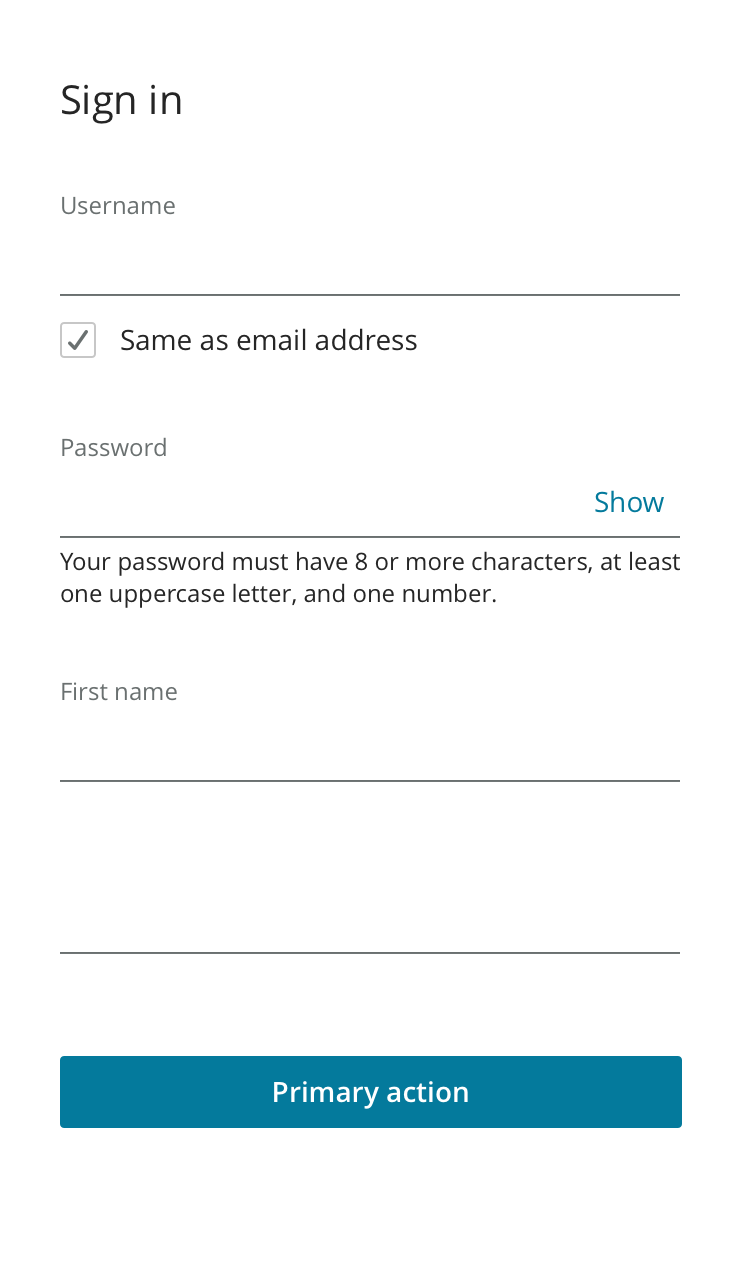 Sign in
Username
Same as email address
Password
Show
Your password must have 8 or more characters, at least
one uppercase letter, and one number.
First name
Primary action